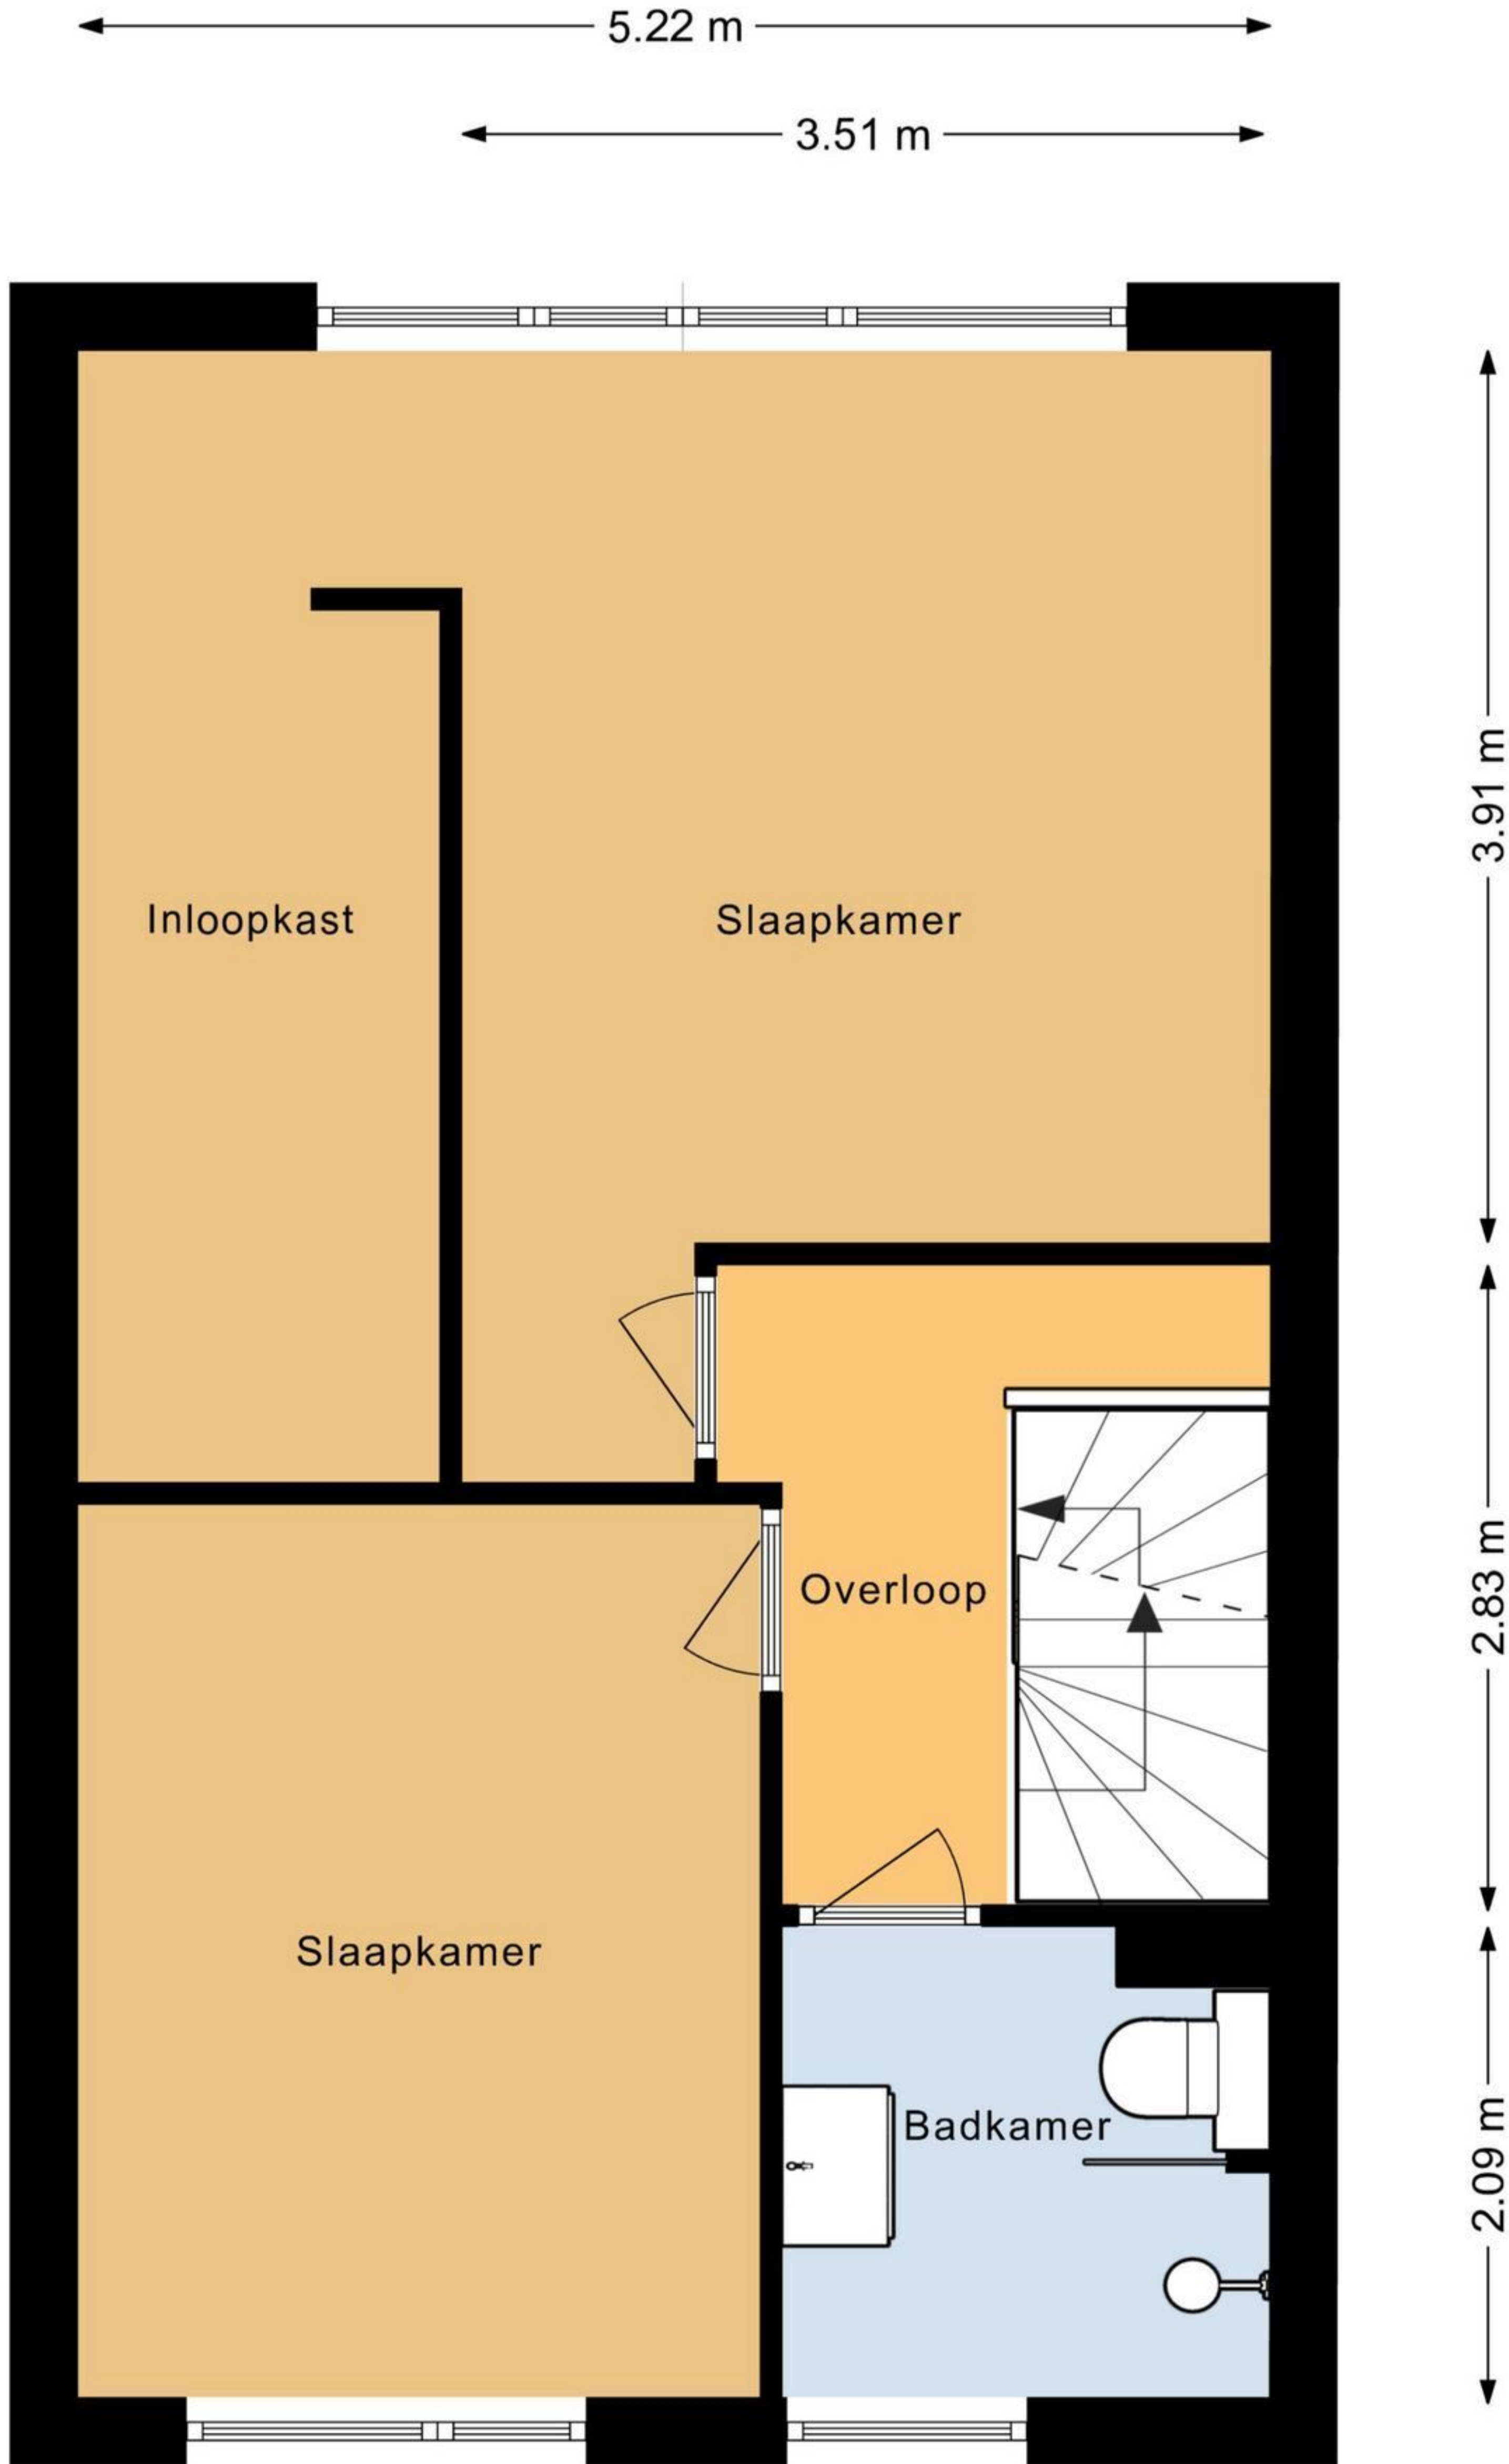 5.22 m
3.51 m
3.91 m
Inloopkast
Slaapkamer
Overloop
2.83 m
Slaapkamer
Badkamer
2.09 m